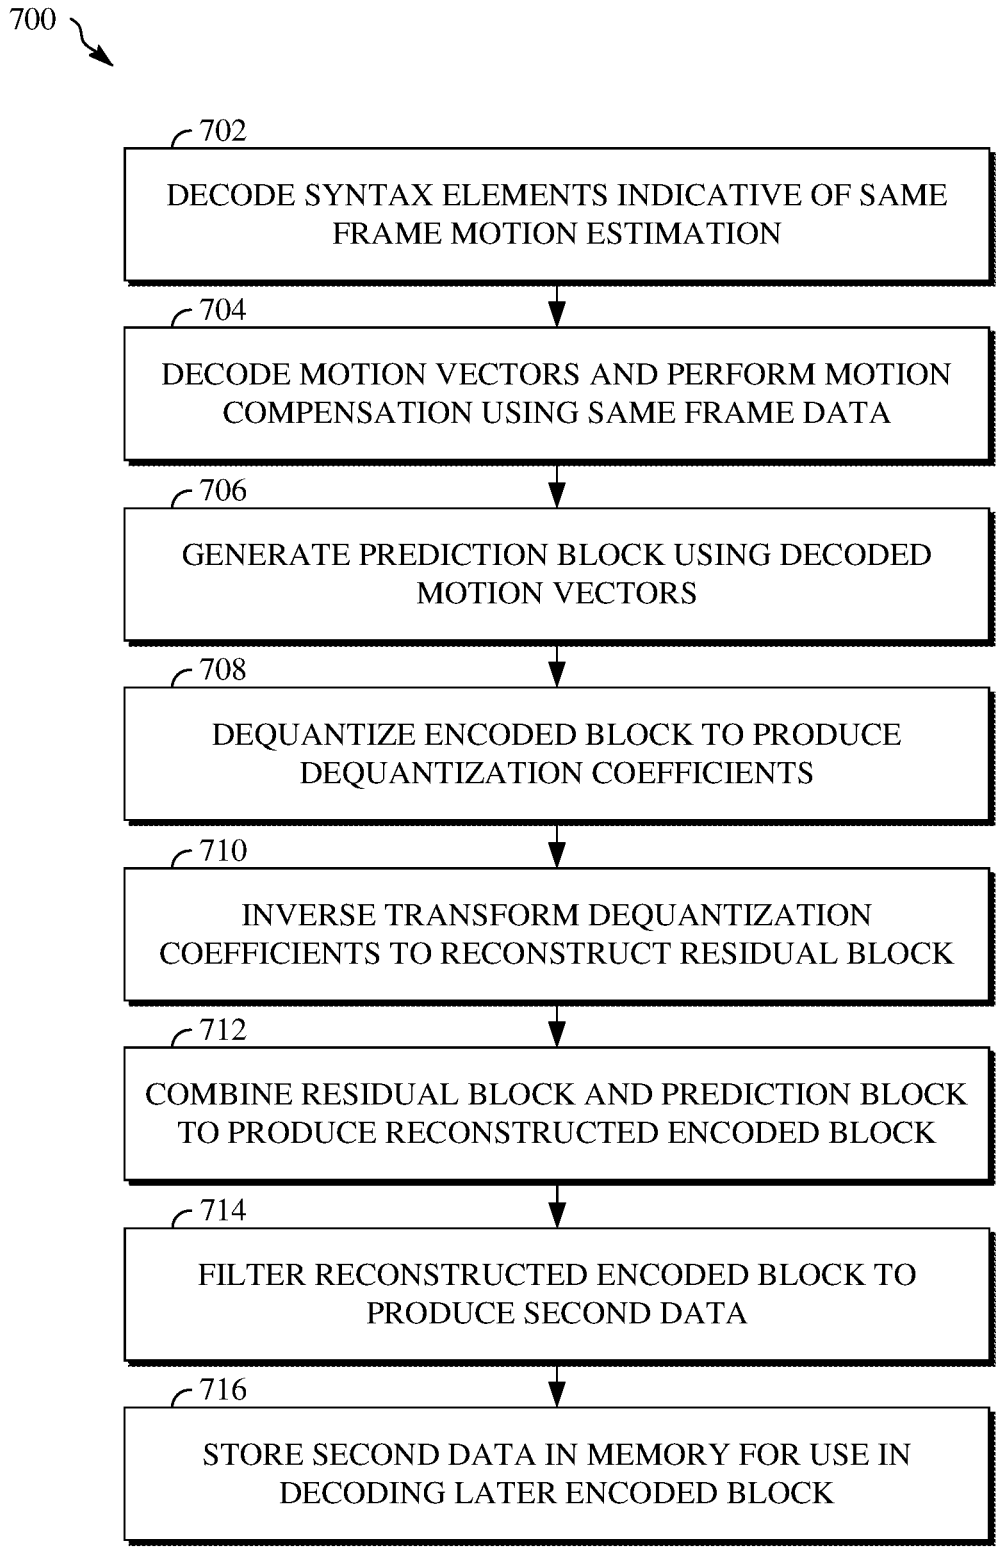 700
702
DECODE SYNTAX ELEMENTS INDICATIVE OF SAME
FRAME MOTION ESTIMATION
704
DECODE MOTION VECTORS AND PERFORM MOTION
COMPENSATION USING SAME FRAME DATA
706
GENERATE PREDICTION BLOCK USING DECODED
MOTION VECTORS
708
DEQUANTIZE ENCODED BLOCK TO PRODUCE
DEQUANTIZATION COEFFICIENTS
710
INVERSE TRANSFORM DEQUANTIZATION
COEFFICIENTS TO RECONSTRUCT RESIDUAL BLOCK
712
COMBINE RESIDUAL BLOCK AND PREDICTION BLOCK
TO PRODUCE RECONSTRUCTED ENCODED BLOCK
714
FILTER RECONSTRUCTED ENCODED BLOCK TO
PRODUCE SECOND DATA
716
STORE SECOND DATA IN MEMORY FOR USE IN
DECODING LATER ENCODED BLOCK